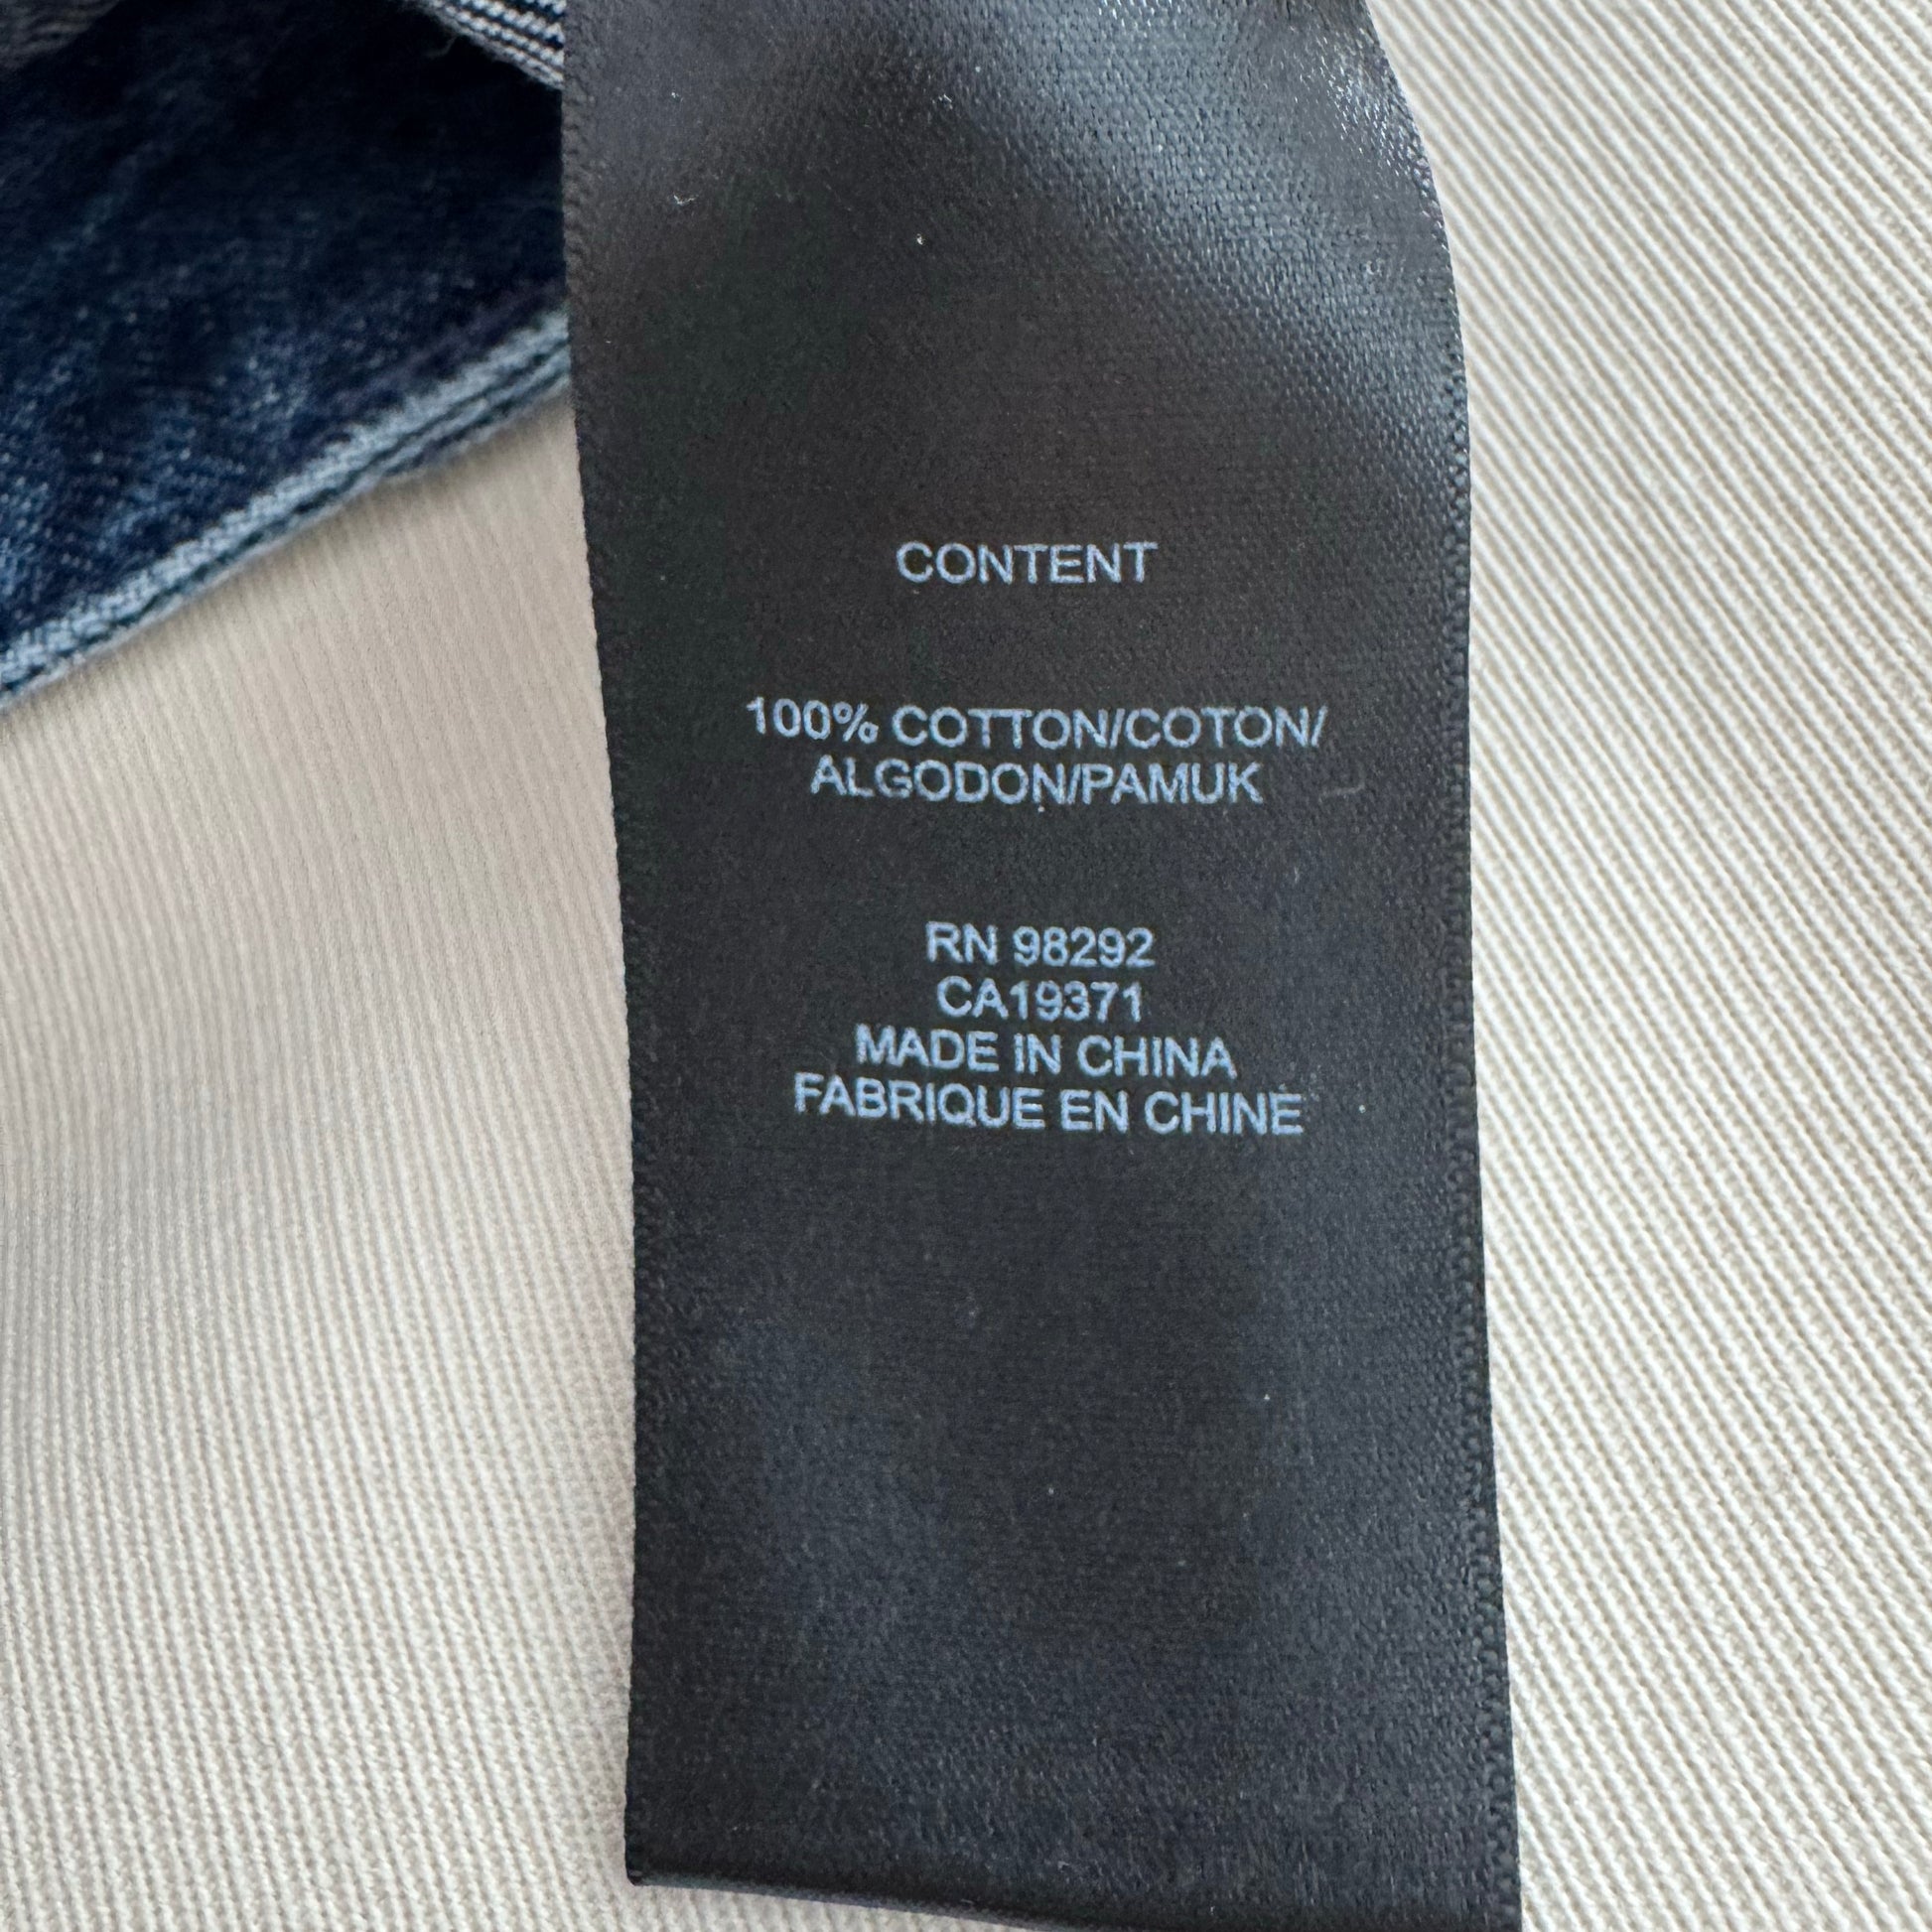 CONTENT
100% COTTON/COTON/
ALGODON/PAMUK
RN 98292
CA19371
MADE IN CHINA
FABRIQUE EN CHINE